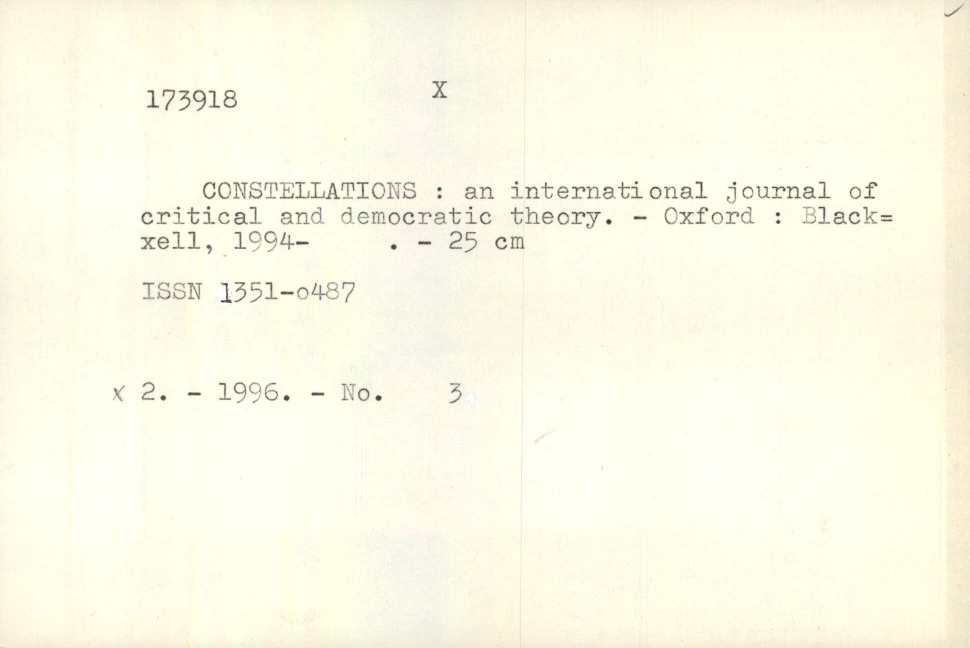 173918 X
CONSTELLATIONS : an international journal of
critical and democratic theory. - Oxford : Black=
xell, 1994- . - 25 cm
ISSN 1351-o487
x 2. - 1996. - No. 3